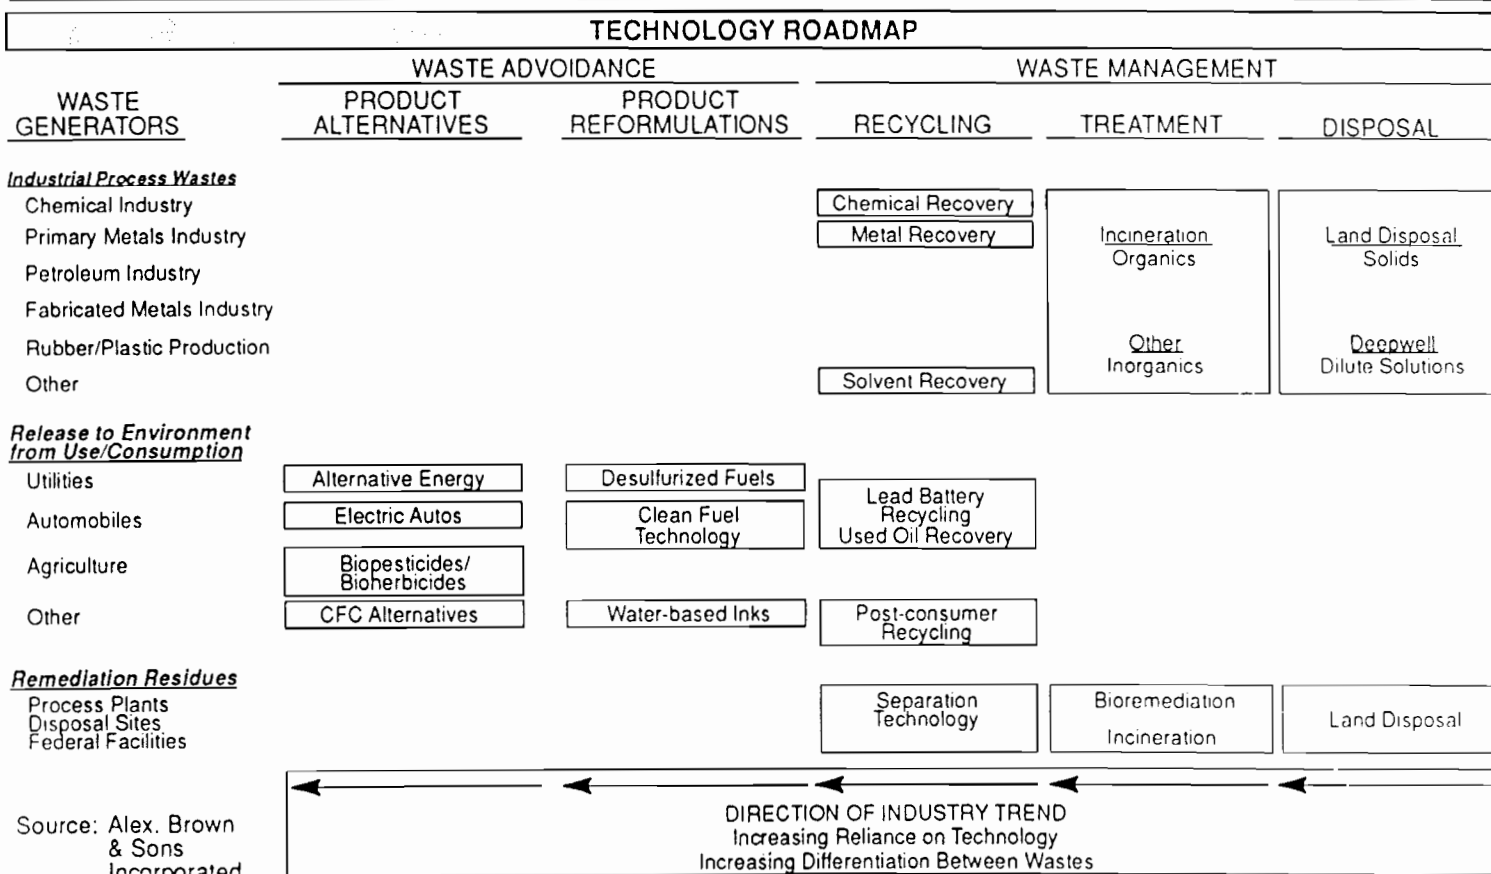 TECHNOLOGY ROADMAP
WASTE ADVOIDANCE WASTE MANAGEMENT
WASTE GENERATORS
PRODUCT ALTERNATIVES
PRODUCT REFORMULATIONS
RECYCLING
TREATMENT
DISPOSAL
Industrial Process Wastes
Chemical Industry
Chemical Recovery
Primary Metals Industry
Metal Recovery
Petroleum Industry
Fabricated Metals Industry
Rubber/Plastic Production
Other
Solvent Recovery
Incineration
Organics
Other
Inorganics
Land Disposal
Solids
Deepwell
Dilute Solutions
Release to Environment
from Use/Consumption
Utilities
Alternative Energy
Desulfurized Fuels
Automobiles
Electric Autos
Clean Fuel
Technology
Lead Battery
Recycling
Used Oil Recovery
Agriculture
Biopesticides/
Bioherbicides
Other
CFC Alternatives
Water-based Inks
Post-consumer
Recycling
Remediation Residues
Process Plants
Disposal Sites
Federal Facilities
Separation
Technology
Bioremediation
Incineration
Land Disposal
DIRECTION OF INDUSTRY TREND
Increasing Reliance on Technology
Increasing Differentiation Between Wastes
Source: Alex. Brown
& Sons
Incorporated